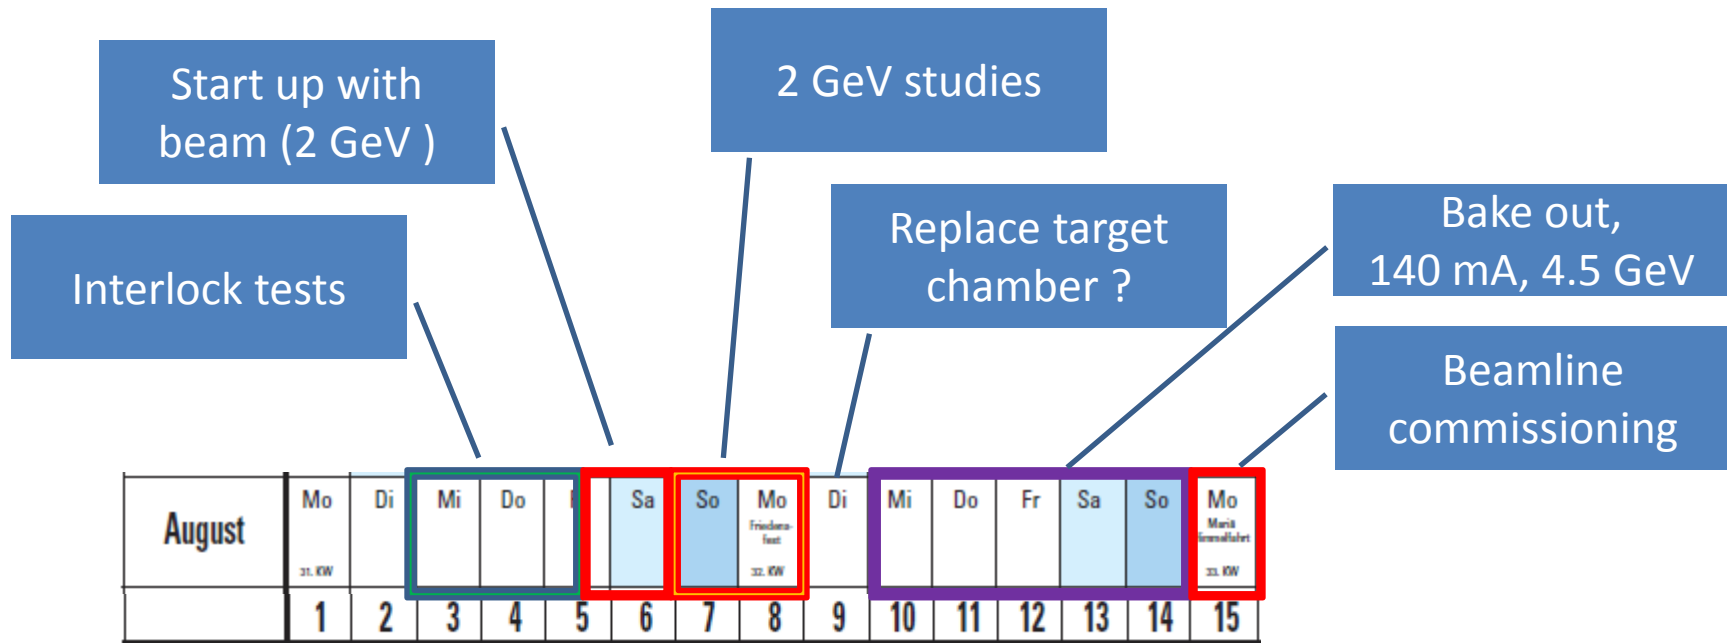 Start up with
beam (2 GeV )
2 GeV studies
Interlock tests
Replace target
chamber ?
Bake out,
140 mA, 4.5 GeV
Beamline
commissioning
August
Mo Di Mi Do Sa So Mo Di Mi Do Fr Sa So Mo
Friedens-
fest
Mariä
31. KW 32. KW 33. KW
1 2 3 4 5 6 7 8 9 10 11 12 13 14 15